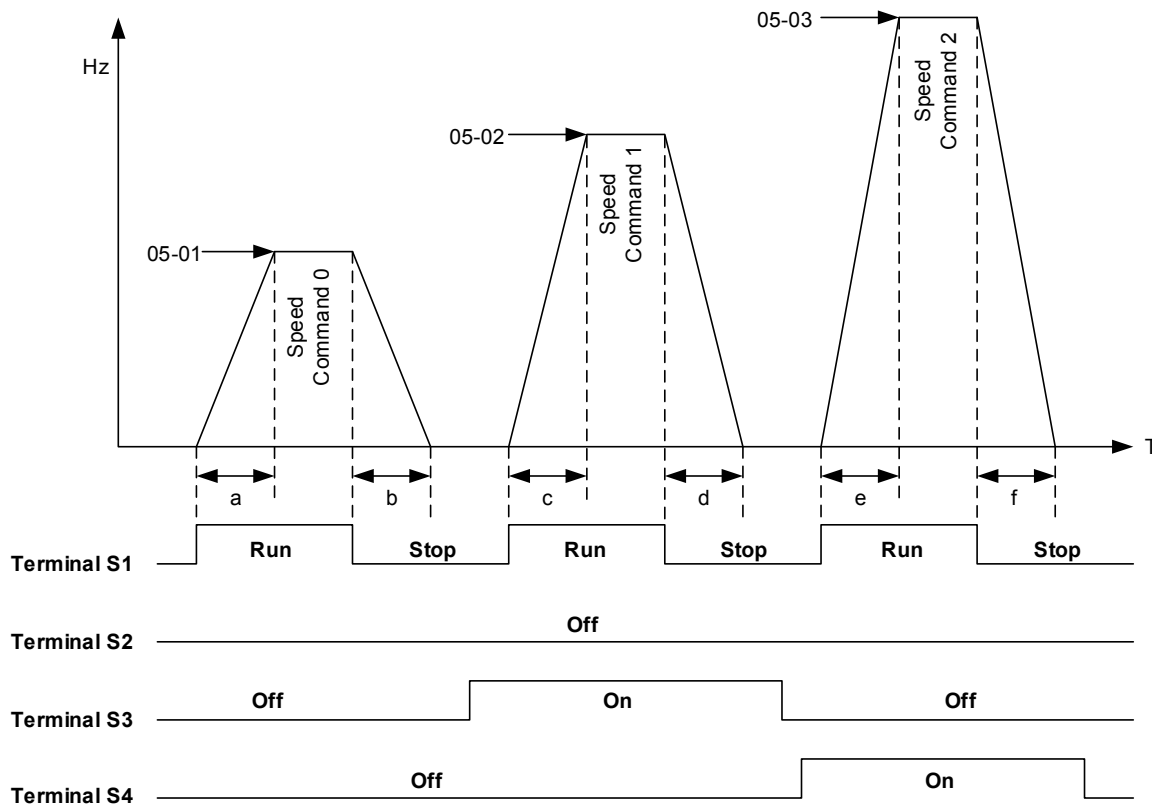 05-03
Hz
Speed
Command 2
05-02
Speed
Command 1
05-01
Speed
Command 0
T
a
b
c
d
e
f
Run
Stop
Run
Stop
Run
Stop
Terminal S1
Off
Terminal S2
Off
On
Off
Terminal S3
Off
On
Terminal S4